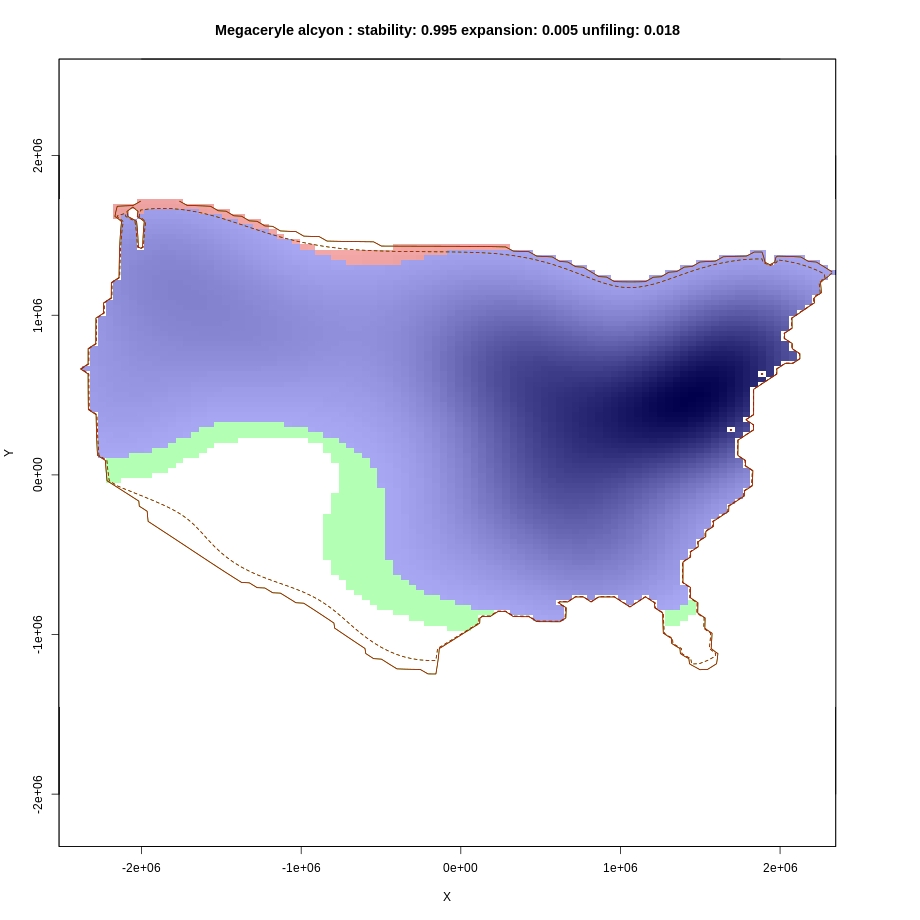 Megaceryle alcyon : stability: 0.995 expansion: 0.005 unfiling: 0.018
2e+06
1e+06
0e+00
-1e+06
-2e+06
Y
-2e+06 -1e+06 0e+00 1e+06 2e+06
X